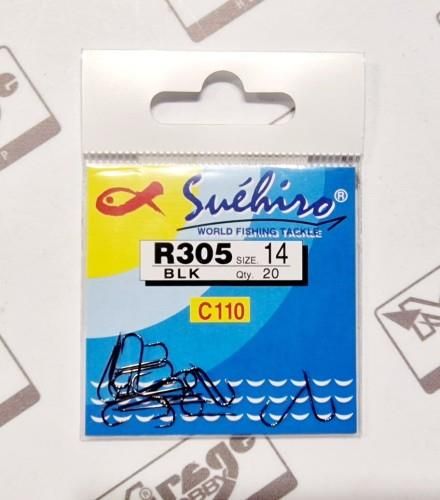 Suéhiro®
WORLD FISHING TACKLE
R305 SIZE. 14
BLK Qty. 20
C110